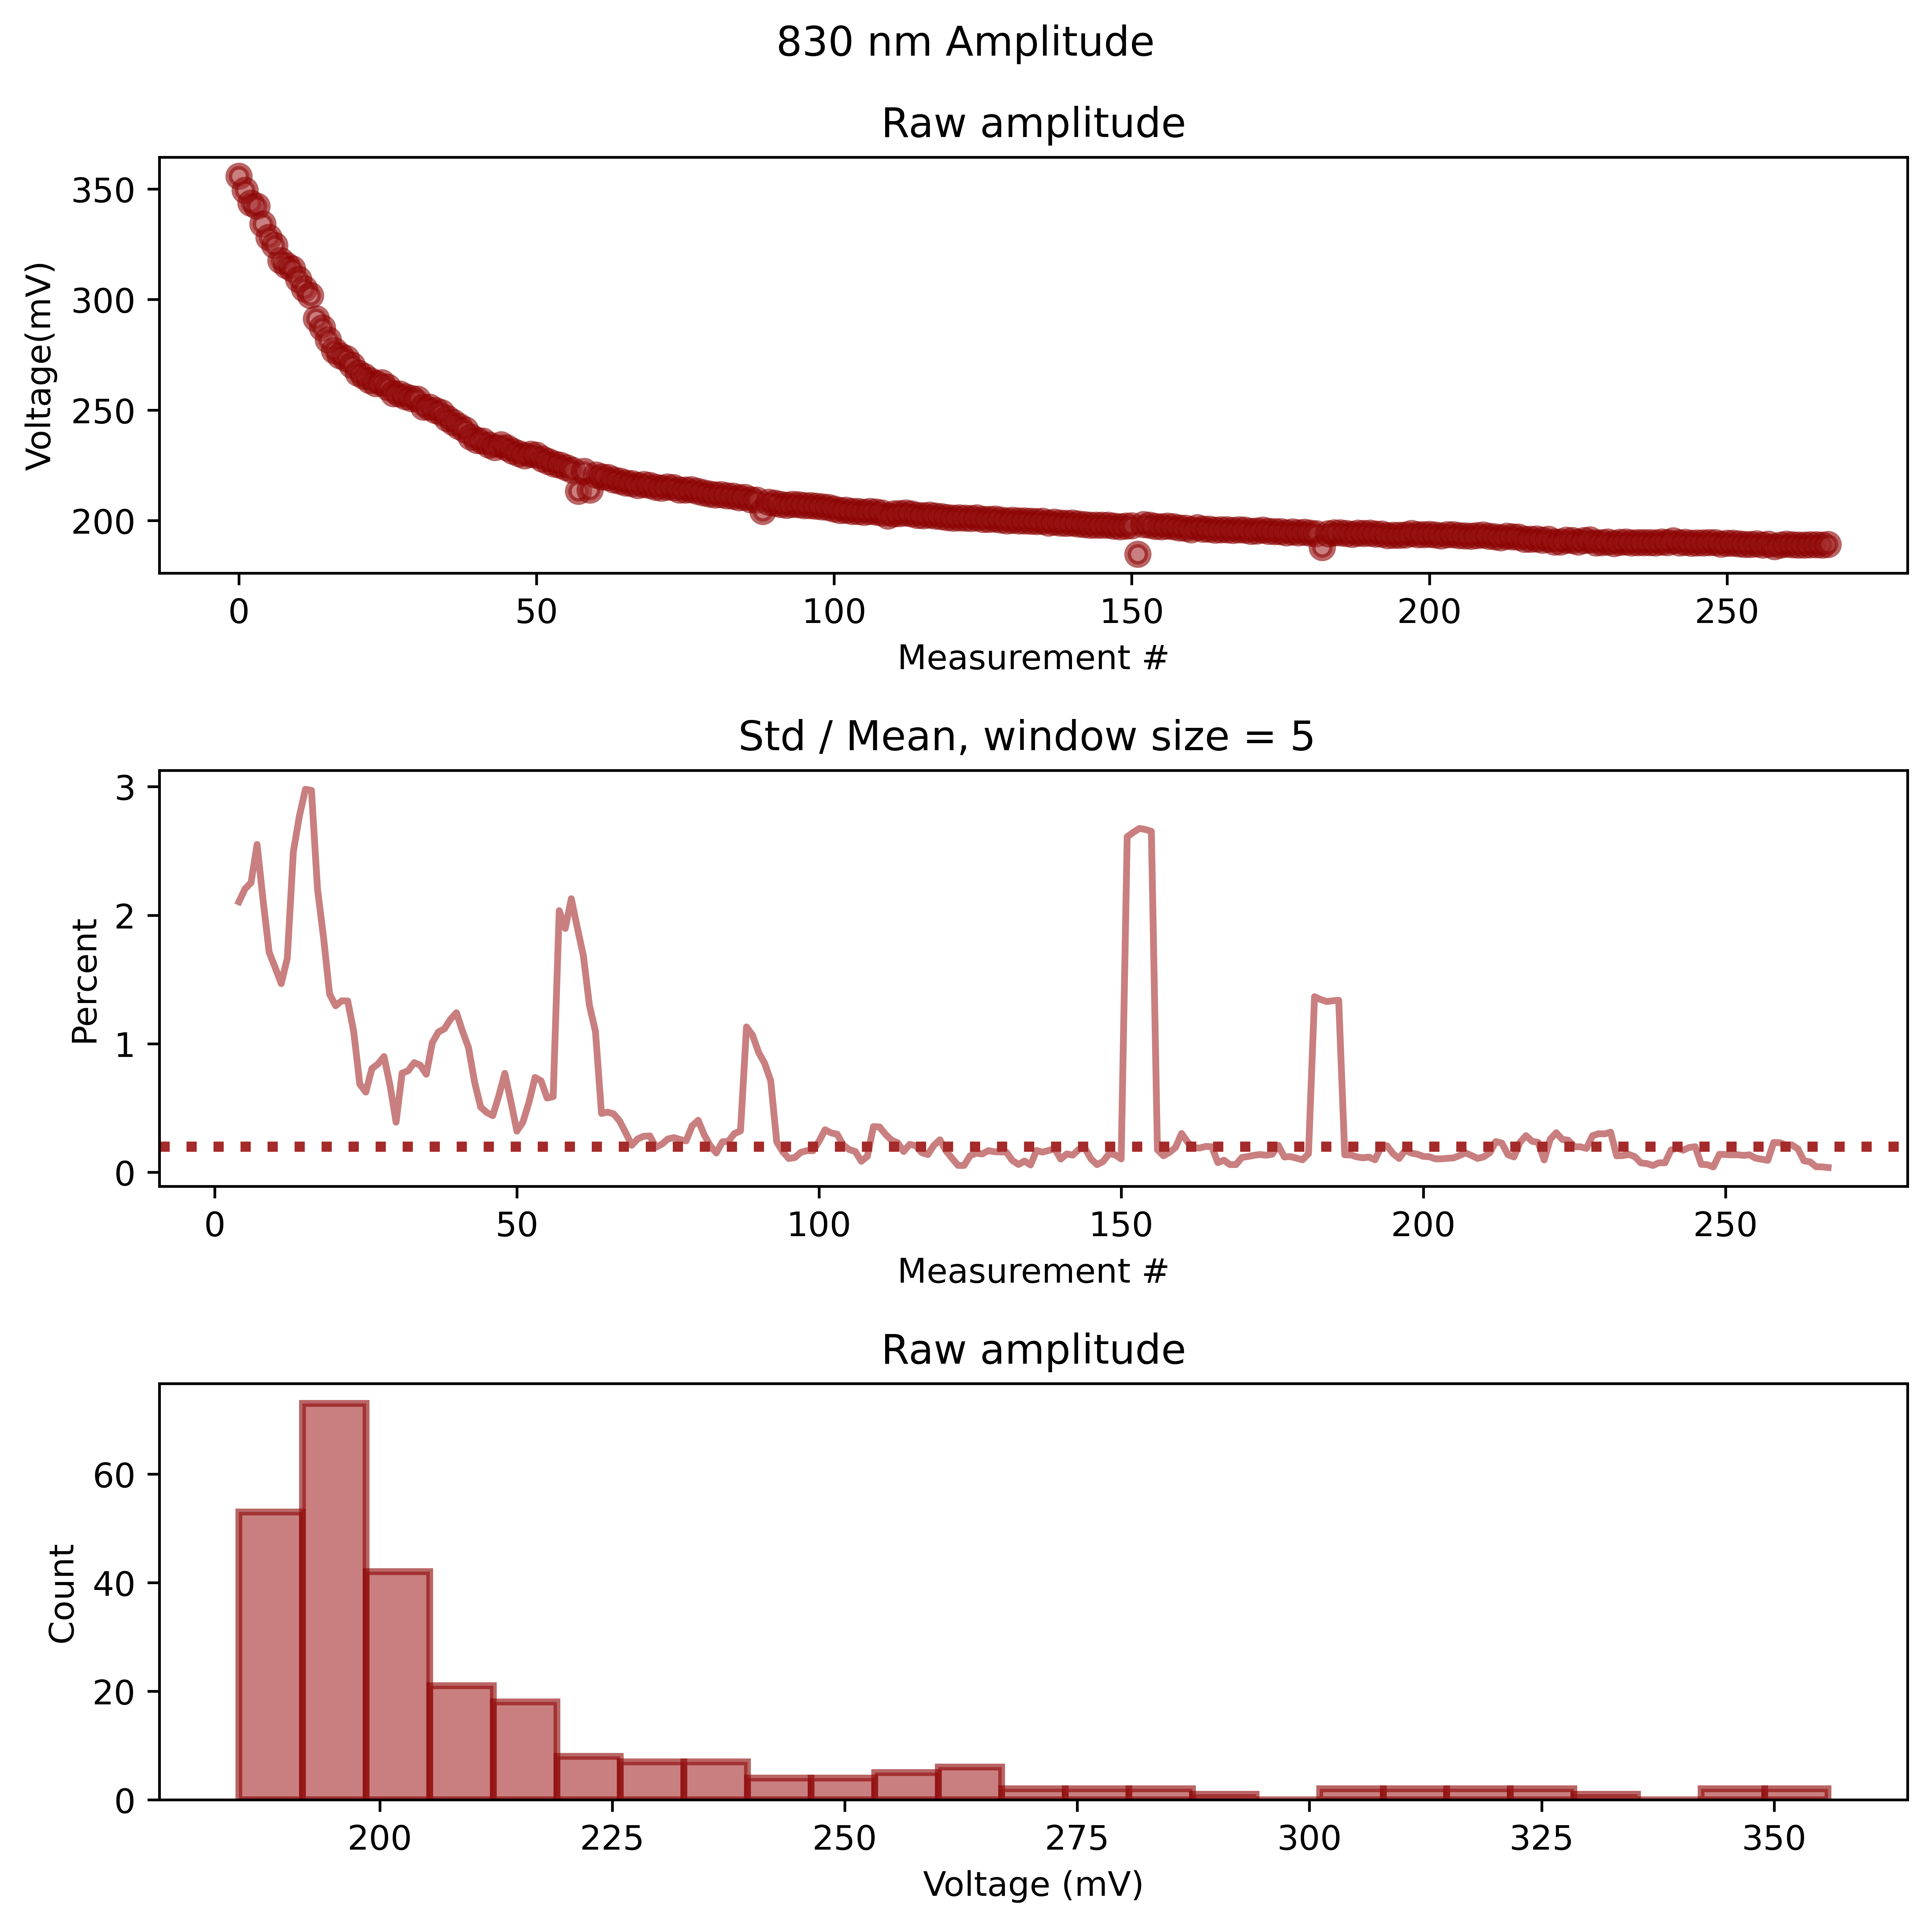 830 nm Amplitude
Raw amplitude
Voltage(mV)
350
300
250
200
0 50 100 150 200 250
Measurement #
Std / Mean, window size = 5
Percent
3
2
1
0
0 50 100 150 200 250
Measurement #
Raw amplitude
Count
60
40
20
0
200 225 250 275 300 325 350
Voltage (mV)